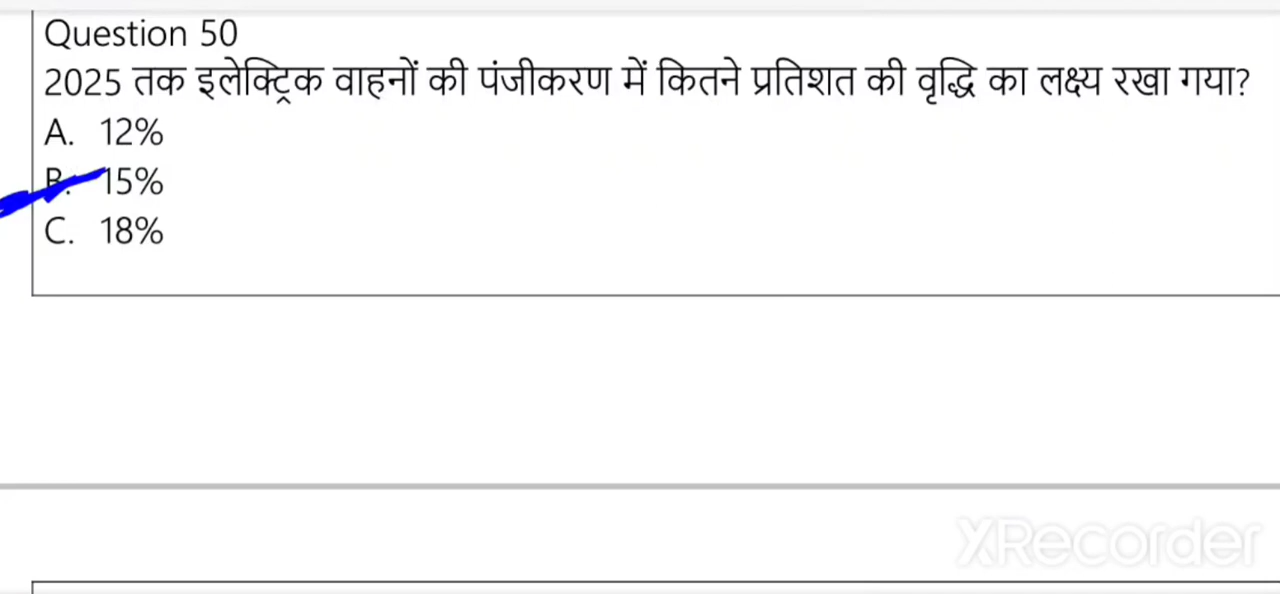 Question 50
2025 तक इलेक्ट्रिक वाहनों की पंजीकरण में कितने प्रतिशत की वृद्धि का लक्ष्य रखा गया?
A. 12%
B. 15%
C. 18%
XRecorder